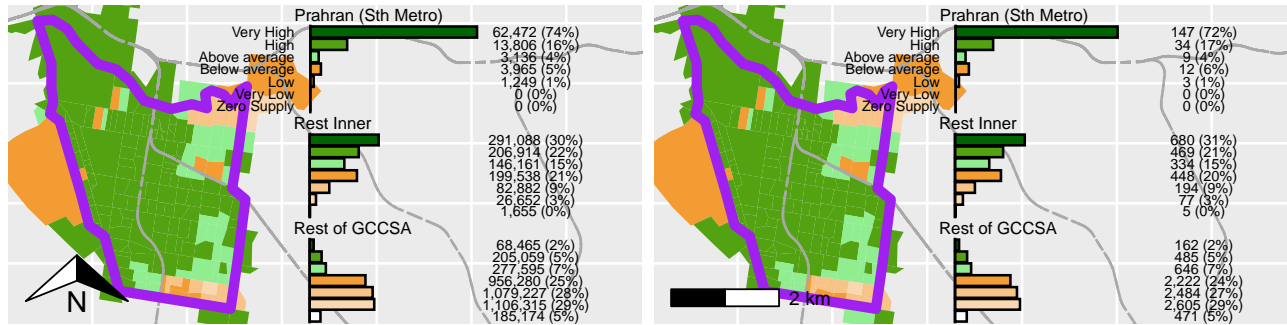 Prahran (Sth Metro)
Very High 62,472 (74%)
High 13,806 (16%)
Above average 3,136 (4%)
Below average 3,965 (5%)
Low 1,249 (1%)
Very Low 0 (0%)
Zero Supply 0 (0%)
Rest Inner
291,088 (30%)
206,914 (22%)
146,161 (15%)
199,538 (21%)
82,882 (9%)
26,652 (3%)
1,655 (0%)
Rest of GCCSA
68,465 (2%)
205,059 (5%)
277,595 (7%)
956,280 (25%)
1,079,227 (28%)
1,106,315 (29%)
185,174 (5%)
N
Prahran (Sth Metro)
Very High 147 (72%)
High 34 (17%)
Above average 9 (4%)
Below average 12 (6%)
Low 3 (1%)
Very Low 0 (0%)
Zero Supply 0 (0%)
Rest Inner
680 (31%)
469 (21%)
334 (15%)
448 (20%)
194 (9%)
77 (3%)
5 (0%)
Rest of GCCSA
162 (2%)
485 (5%)
646 (7%)
2,222 (24%)
2,484 (27%)
2,605 (29%)
471 (5%)
2 km